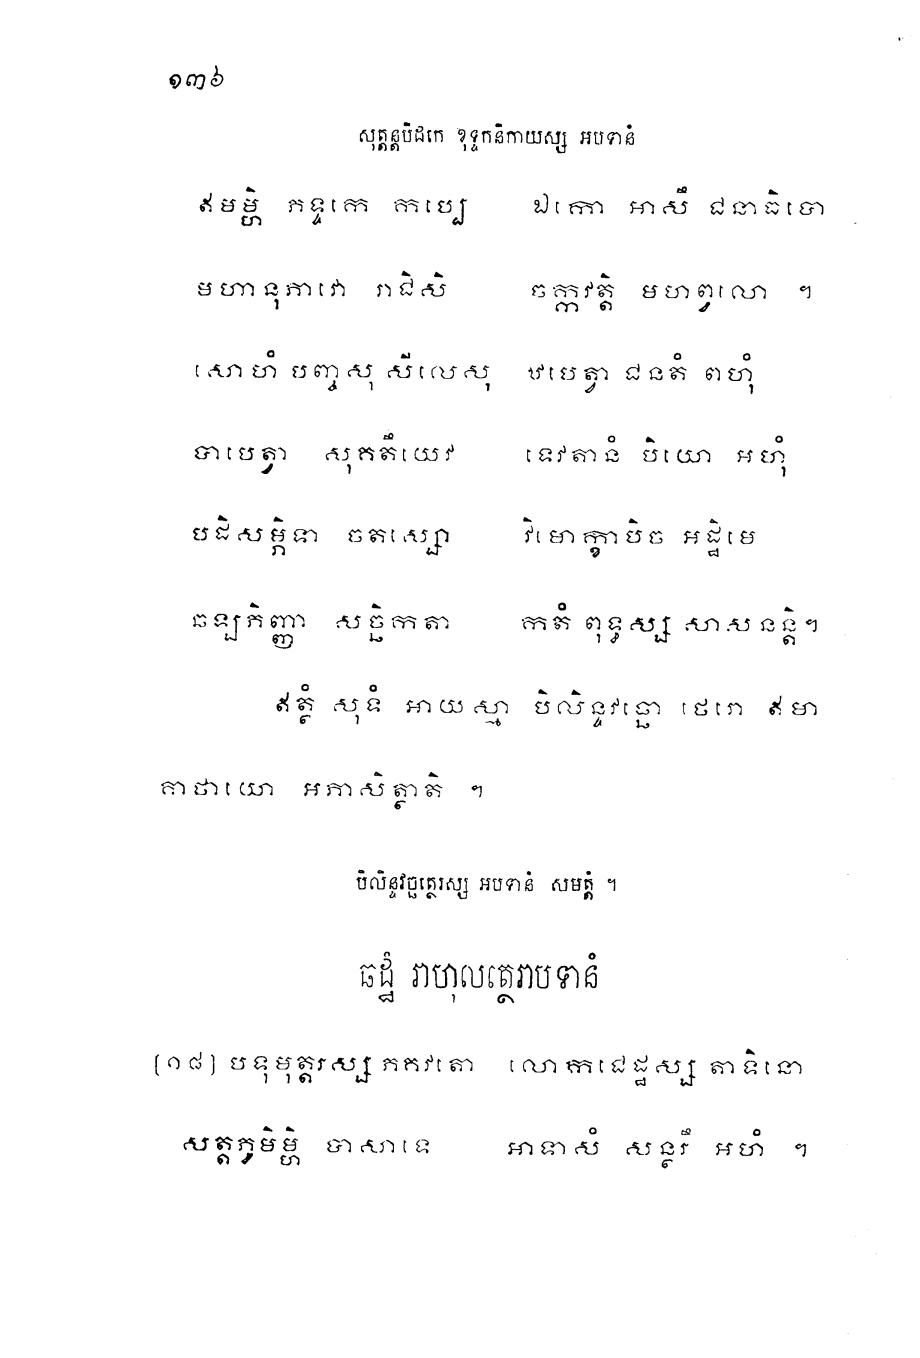 ១៣៦
សុត្តន្តបិដកេ ខុទ្ទកនិកាយស្ស អបទានំ
ឥមម្ហិ ភទ្ទកេ កប្បេ ឯកោ អាសឹ ជនាធិបោ
មហានុភាវោ រាជិសិ ចក្កវត្តិ មហព្វលោ ។
សោហំ បញ្ចសុ សីលេសុ ឋបេត្វា ជនតំ ពហុំ
បាបេត្វា សុគតឹយេវ ទេវតានំ បិយោ អហុំ
បដិសម្ភិទា ចតស្សោ វិមោក្ខាបិច អដ្ឋិមេ
ឆឡភិញ្ញា សច្ឆិកតា កតំ ពុទ្ធស្ស សាសនន្តិ។
ឥត្ថំ សុទំ អាយស្មា បិលិន្ទវច្ឆោ ថេរោ ឥមា
គាថាយោ អភាសិត្ថាតិ ។
បិលិន្ទវច្ឆត្ថេរស្ស អបទានំ សមត្តំ ។
ឆដ្ឋំ រាហុលត្ថេរាបទានំ
[១៨] បទុមុត្តរស្ស ភគវតោ លោកជេដ្ឋស្ស តាទិនោ
សត្តភូមិម្ហិ បាសាទេ អាទាសំ សន្ថរឹ អហំ ។